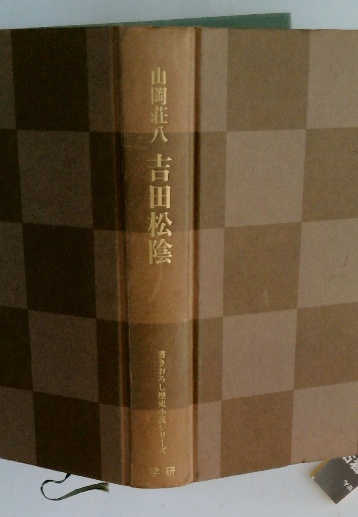 山岡荘八 吉田松陰
書きおろし歴史小説シリーズ
学研